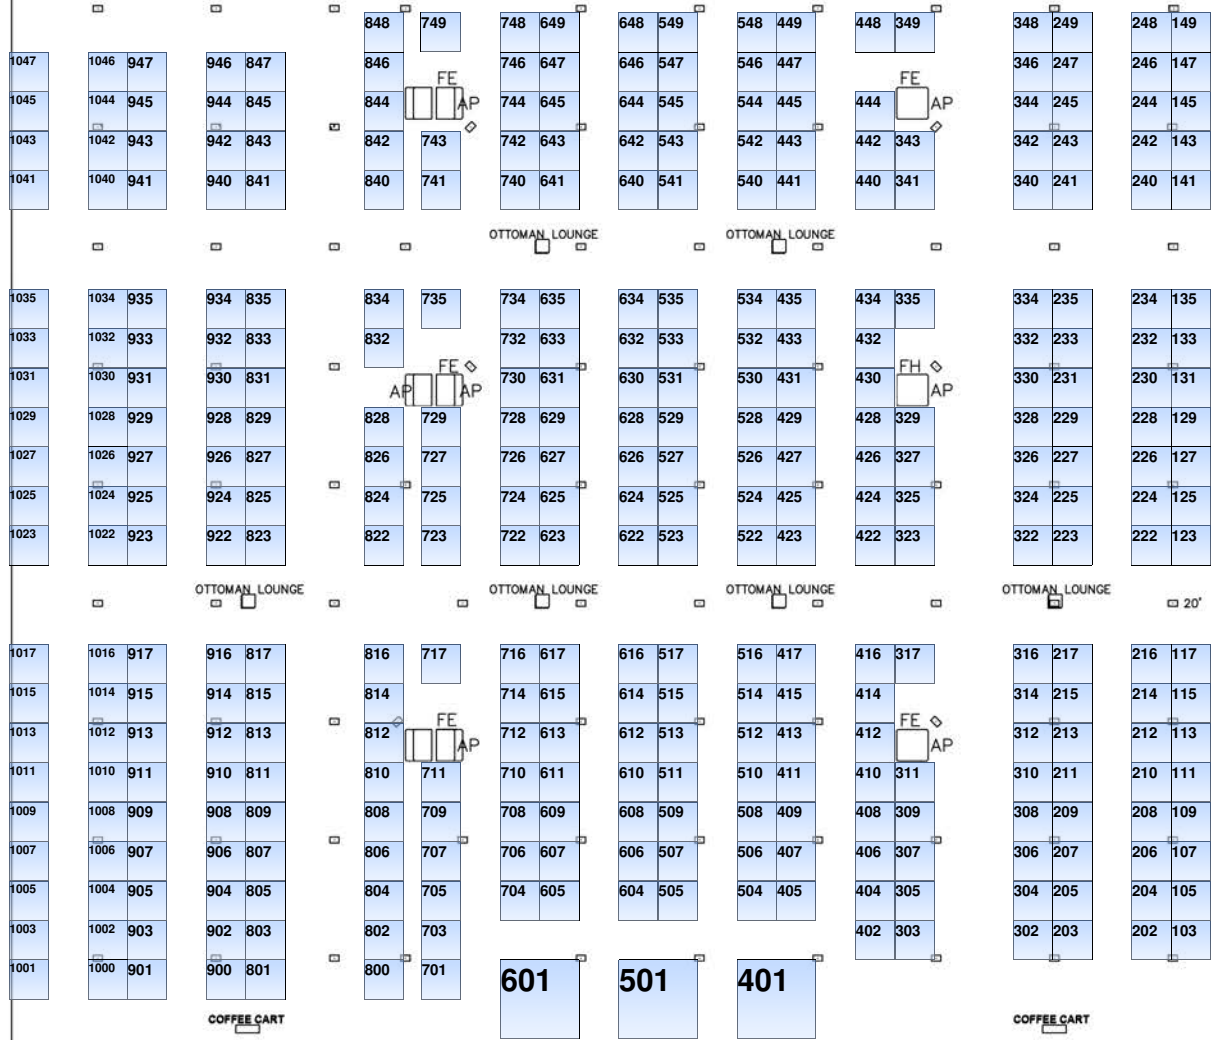 848 749 748 649 648 549 548 449 448 349 348 249 248 149
1047 1046 947 946 847 846 746 647 646 547 546 447 346 247 246 147
FE FE
1045 1044 945 944 845 844 AP 744 645 644 545 544 445 444 AP 344 245 244 145
1043 1042 943 942 843 842 743 742 643 642 543 542 443 442 343 342 243 242 143
1041 1040 941 940 841 840 741 740 641 640 541 540 441 440 341 340 241 240 141
OTTOMAN LOUNGE OTTOMAN LOUNGE
1035 1034 935 934 835 834 735 734 635 634 535 534 435 434 335 334 235 234 135
1033 1032 933 932 833 832 732 633 632 533 532 433 432 332 233 232 133
FE FH
1031 1030 931 930 831 AP AP 730 631 630 531 530 431 430 AP 330 231 230 131
1029 1028 929 928 829 828 729 728 629 628 529 528 429 428 329 328 229 228 129
1027 1026 927 926 827 826 727 726 627 626 527 526 427 426 327 326 227 226 127
1025 1024 925 924 825 824 725 724 625 624 525 524 425 424 325 324 225 224 125
1023 1022 923 922 823 822 723 722 623 622 523 522 423 422 323 322 223 222 123
OTTOMAN LOUNGE OTTOMAN LOUNGE OTTOMAN LOUNGE OTTOMAN LOUNGE
20'
1017 1016 917 916 817 816 717 716 617 616 517 516 417 416 317 316 217 216 117
1015 1014 915 914 815 814 714 615 614 515 514 415 414 314 215 214 115
FE FE
1013 1012 913 912 813 812 AP 712 613 612 513 512 413 412 AP 312 213 212 113
1011 1010 911 910 811 810 711 710 611 610 511 510 411 410 311 310 211 210 111
1009 1008 909 908 809 808 709 708 609 608 509 508 409 408 309 308 209 208 109
1007 1006 907 906 807 806 707 706 607 606 507 506 407 406 307 306 207 206 107
1005 1004 905 904 805 804 705 704 605 604 505 504 405 404 305 304 205 204 105
1003 1002 903 902 803 802 703 402 303 302 203 202 103
1001 1000 901 900 801 800 701 601 501 401
COFFEE CART COFFEE CART